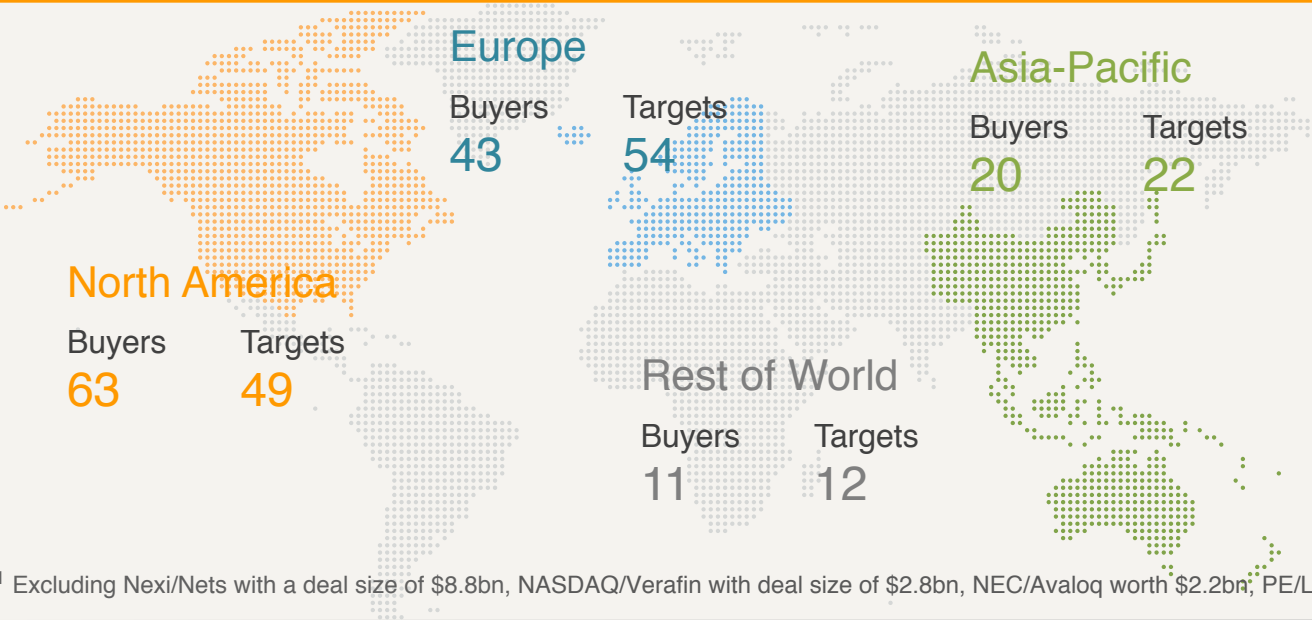 Europe
Buyers Targets
43 54
Asia-Pacific
Buyers Targets
20 22
North America
Buyers Targets
63 49
Rest of World
Buyers Targets
11 12
1 Excluding Nexi/Nets with a deal size of $8.8bn, NASDAQ/Verafin with deal size of $2.8bn, NEC/Avaloq worth $2.2bn, PE/L